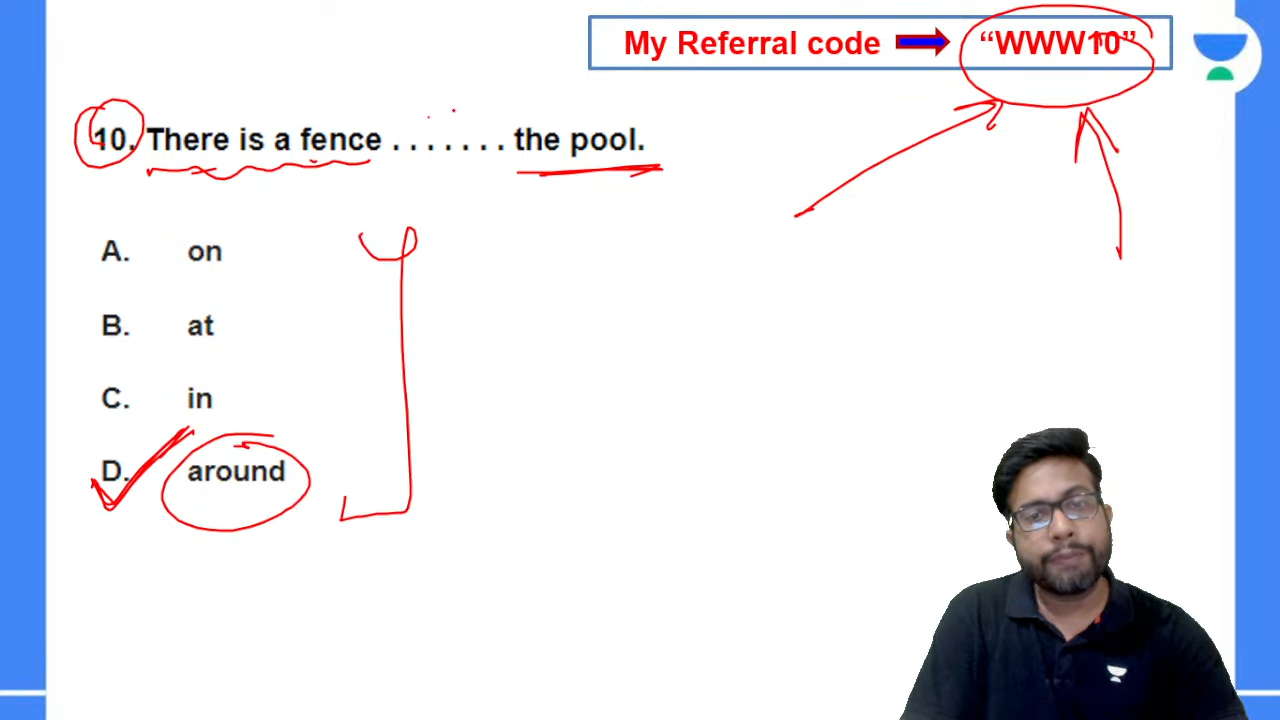 My Referral code “WWW10”
10. There is a fence . . . . . . . the pool.
A. on
B. at
C. in
D. around